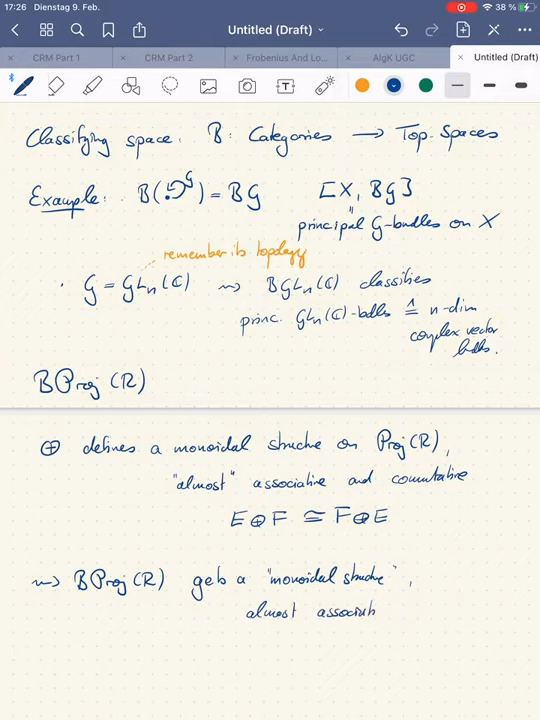 17:26 Dienstag 9. Feb.
38 %
Untitled (Draft)
CRM Part 1
CRM Part 2
Frobenius And Lo...
AlgK UGC
Untitled (Draft)
Classifying space: B: Categories → Top. Spaces
Example: B(· ↺ G) = BG [X, BG]
principal G-bundles on X
remember its topology
· G = GLn(ℂ) ⇝ BGLn(ℂ) classifies
princ. GLn(ℂ)-bdles ≙ n-dim
complex vector
bdls.
BProj(R)
⊕ defines a monoidal structure on Proj(R),
"almost" associative and commutative
E⊕F ≅ F⊕E
⇝ BProj(R) gets a "monoidal structure",
almost associati